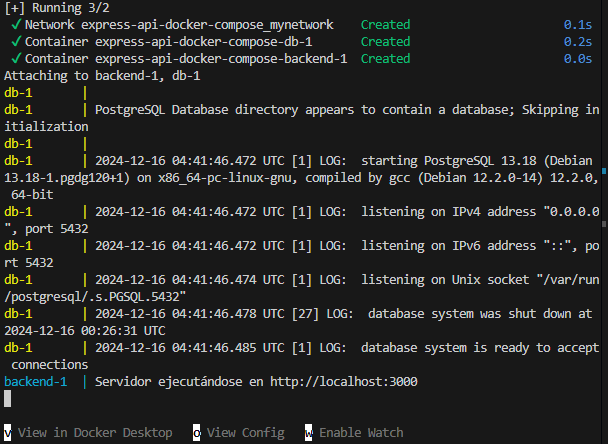 [+] Running 3/2
✓ Network express-api-docker-compose_mynetwork Created 0.1s
✓ Container express-api-docker-compose-db-1 Created 0.2s
✓ Container express-api-docker-compose-backend-1 Created 0.0s
Attaching to backend-1, db-1
db-1 |
db-1 | PostgreSQL Database directory appears to contain a database; Skipping in
itialization
db-1 |
db-1 | 2024-12-16 04:41:46.472 UTC [1] LOG: starting PostgreSQL 13.18 (Debian
13.18-1.pgdg120+1) on x86_64-pc-linux-gnu, compiled by gcc (Debian 12.2.0-14) 12.2.0,
64-bit
db-1 | 2024-12-16 04:41:46.472 UTC [1] LOG: listening on IPv4 address "0.0.0.0
", port 5432
db-1 | 2024-12-16 04:41:46.472 UTC [1] LOG: listening on IPv6 address "::", po
rt 5432
db-1 | 2024-12-16 04:41:46.474 UTC [1] LOG: listening on Unix socket "/var/run
/postgresql/.s.PGSQL.5432"
db-1 | 2024-12-16 04:41:46.478 UTC [27] LOG: database system was shut down at
2024-12-16 00:26:31 UTC
db-1 | 2024-12-16 04:41:46.485 UTC [1] LOG: database system is ready to accept
connections
backend-1 | Servidor ejecutándose en http://localhost:3000
v View in Docker Desktop o View Config w Enable Watch